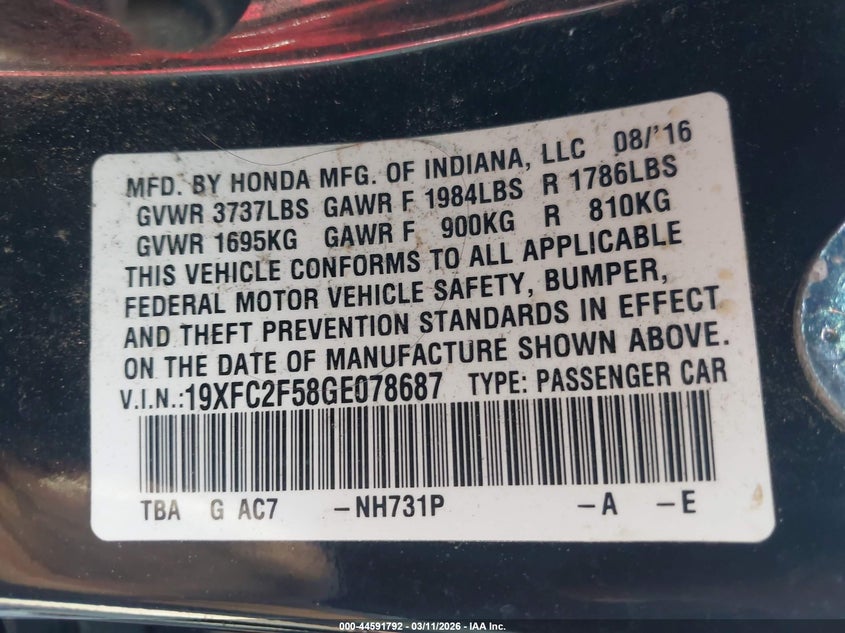 MFD. BY HONDA MFG. OF INDIANA, LLC 08/'16
GVWR 3737LBS GAWR F 1984LBS R 1786LBS
GVWR 1695KG GAWR F 900KG R 810KG
THIS VEHICLE CONFORMS TO ALL APPLICABLE
FEDERAL MOTOR VEHICLE SAFETY, BUMPER,
AND THEFT PREVENTION STANDARDS IN EFFECT
ON THE DATE OF MANUFACTURE SHOWN ABOVE.
V.I.N.:19XFC2F58GE078687 TYPE: PASSENGER CAR
TBA G AC7 -NH731P -A -E
000-44591792 - 03/11/2026 - IAA Inc.